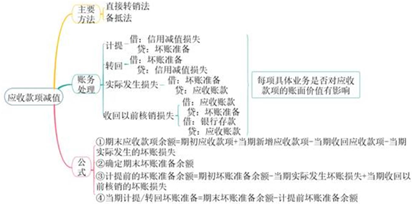 应收款项减值
主要
方法
直接转销法
备抵法
账务
处理
计提
借：信用减值损失
贷：坏账准备
转回
借：坏账准备
贷：信用减值损失
实际发生损失
借：坏账准备
贷：应收账款
收回以前核销损失
借：应收账款
贷：坏账准备
借：银行存款
贷：应收账款
每项具体业务是否对应收
款项的账面价值有影响
公
式
①期末应收款项余额=期初应收款项+当期新增应收款项-当期收回应收款项-当期
实际发生的坏账损失
②确定期末坏账准备余额
③计提前的坏账准备余额=期初坏账准备余额-当期实际发生坏账损失+当期收回以
前核销的坏账损失
④当期计提/转回坏账准备=期末坏账准备余额-计提前坏账准备余额